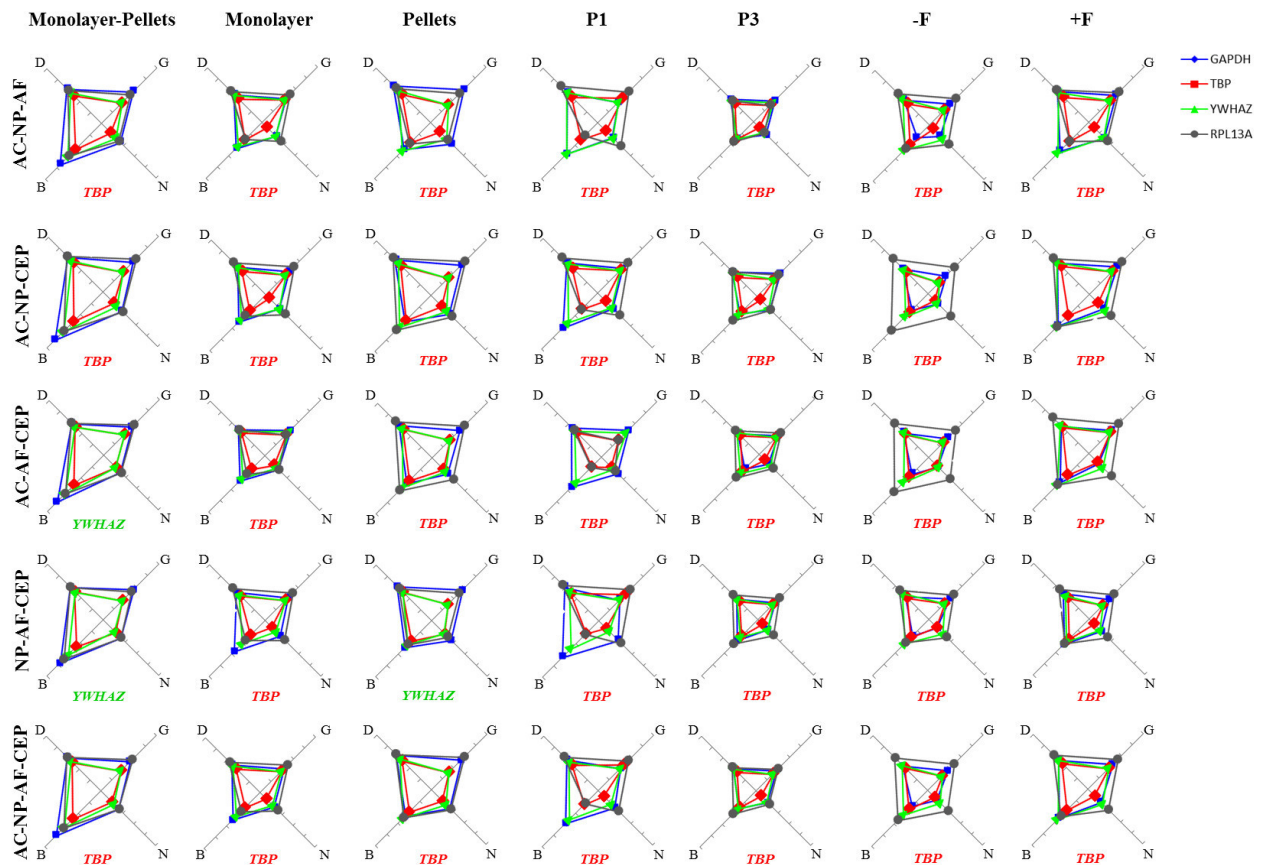 Monolayer-Pellets Monolayer Pellets P1 P3 -F +F
D G D G D G D G D G D G D G
GAPDH
TBP
YWHAZ
RPL13A
AC-NP-AF
B N B N B N B N B N B N B N
TBP TBP TBP TBP TBP TBP TBP
D G D G D G D G D G D G D G
AC-NP-CEP
B N B N B N B N B N B N B N
TBP TBP TBP TBP TBP TBP TBP
D G D G D G D G D G D G D G
AC-AF-CEP
B N B N B N B N B N B N B N
YWHAZ TBP TBP TBP TBP TBP TBP
D G D G D G D G D G D G D G
NP-AF-CEP
B N B N B N B N B N B N B N
YWHAZ TBP YWHAZ TBP TBP TBP TBP
D G D G D G D G D G D G D G
AC-NP-AF-CEP
B N B N B N B N B N B N B N
TBP TBP TBP TBP TBP TBP TBP